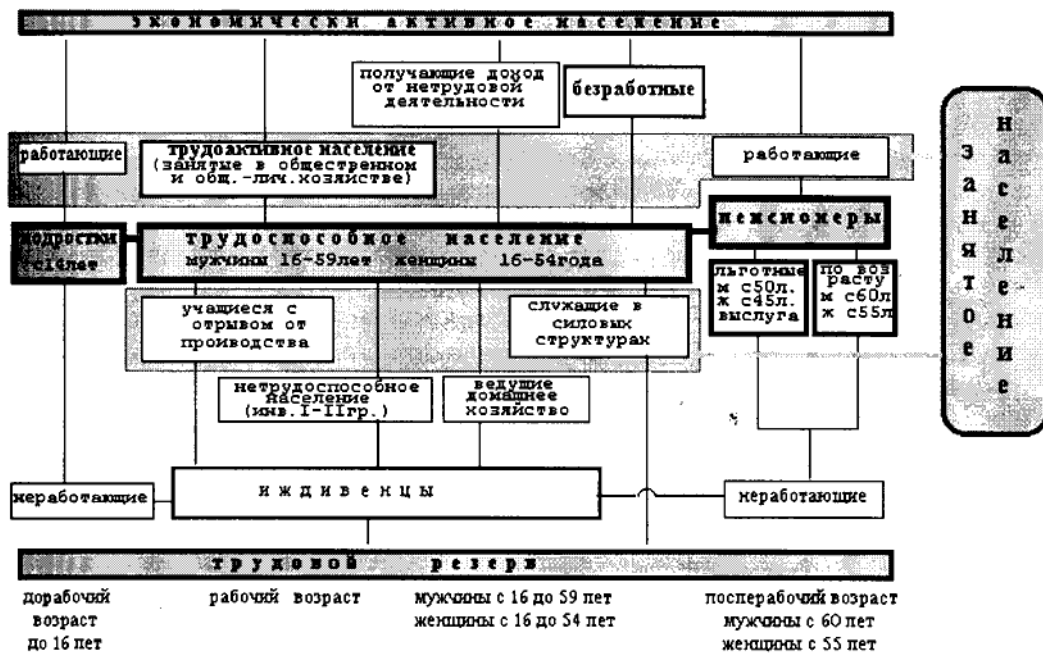 экономически активное население
получающие доход
от нетрудовой
деятельности
безработные
работающие
трудоактивное население
(занятые в общественном
и общ.-лич.хозяйстве)
работающие
подростки
с14лет
трудоспособное население
мужчины 16-59лет женщины 16-54года
пенсионеры
льготные
м с50л.
ж с45л.
выслуга
по воз
расту
м с60л
ж с55л
учащиеся с
отрывом от
проиводства
служащие в
силовых
структурах
нетрудоспособное
население
(инв.I-IIгр.)
ведущие
домашнее
хозяйство
неработающие
иждивенцы
неработающие
занятое
население
трудовой резерв
дорабочий
возраст
до 16 лет
рабочий возраст
мужчины с 16 до 59 лет
женщины с 16 до 54 лет
послерабочий возраст
мужчины с 60 лет
женщины с 55 лет